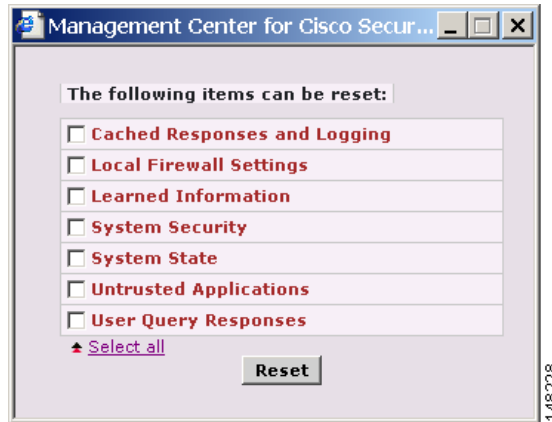 Management Center for Cisco Secur...
The following items can be reset:
Cached Responses and Logging
Local Firewall Settings
Learned Information
System Security
System State
Untrusted Applications
User Query Responses
Select all
Reset
148228